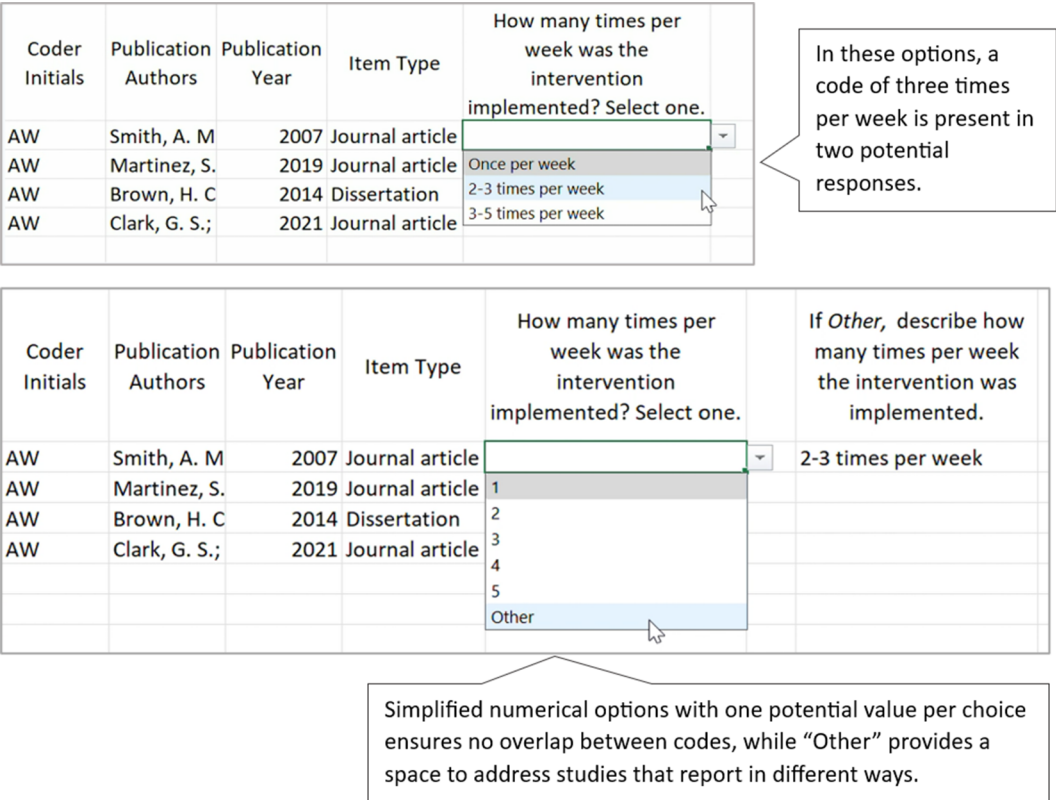 Coder Initials
Publication Authors
Publication Year
Item Type
How many times per
week was the
intervention
implemented? Select one.
AW Smith, A. M 2007 Journal article
AW Martinez, S. 2019 Journal article
AW Brown, H. C 2014 Dissertation
AW Clark, G. S.; 2021 Journal article
Once per week
2-3 times per week
3-5 times per week
In these options, a
code of three times
per week is present in
two potential
responses.
Coder Initials
Publication Authors
Publication Year
Item Type
How many times per
week was the
intervention
implemented? Select one.
If Other, describe how
many times per week
the intervention was
implemented.
AW Smith, A. M 2007 Journal article 2-3 times per week
AW Martinez, S. 2019 Journal article
AW Brown, H. C 2014 Dissertation
AW Clark, G. S.; 2021 Journal article
1
2
3
4
5
Other
Simplified numerical options with one potential value per choice
ensures no overlap between codes, while “Other” provides a
space to address studies that report in different ways.